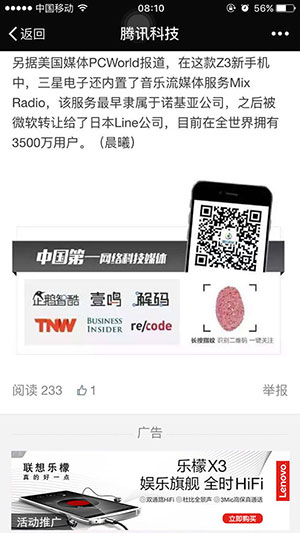 中国移动 08:10 86%
返回 腾讯科技
另据美国媒体PCWorld报道,在这款Z3新手机
中,三星电子还内置了音乐流媒体服务Mix
Radio,该服务最早隶属于诺基亚公司,之后被
微软转让给了日本Line公司,目前在全世界拥有
3500万用户。(晨曦)
中国第一网络科技媒体
企鹅智酷 壹鸣 解码
TNW BUSINESS INSIDER re/code
长按指纹 识别二维码 一键关注
阅读 233 1 举报
广告
联想乐檬
真的好一点
乐檬X3
娱乐旗舰 全时HiFi
双通道HiFi 杜比全景声 3Mic高保真通话
Lenovo
活动推广
立即购买